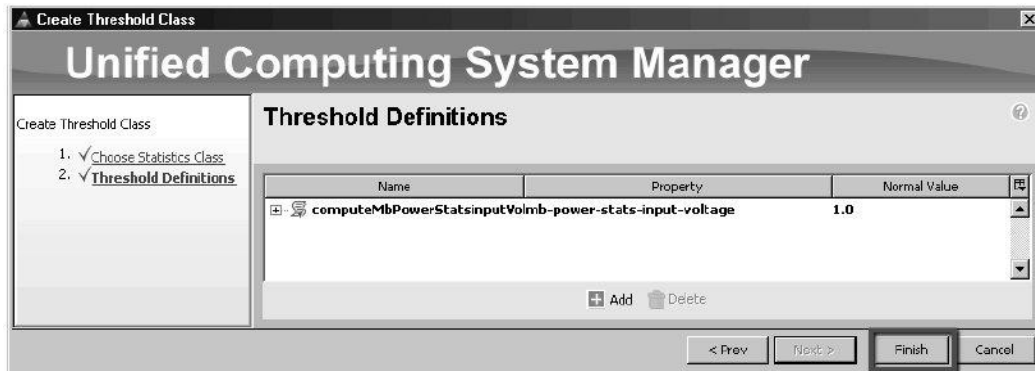 Create Threshold Class
Unified Computing System Manager
Create Threshold Class
1. √Choose Statistics Class
2. √Threshold Definitions
Threshold Definitions
Name Property Normal Value
computeMbPowerStatsinputVolmb-power-stats-input-voltage 1.0
Add Delete
< Prev Next > Finish Cancel